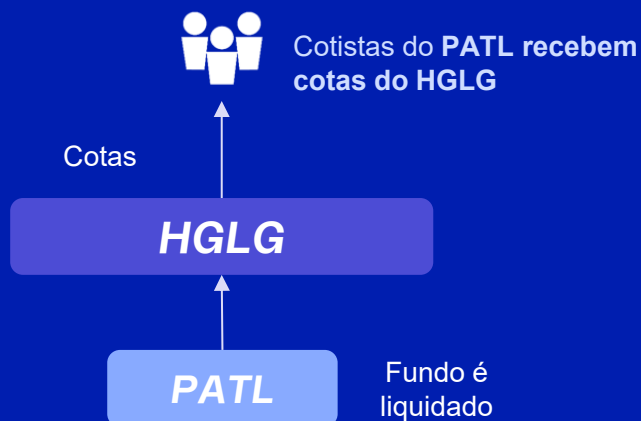 Cotistas do PATL recebem
cotas do HGLG
Cotas
HGLG
PATL
Fundo é
liquidado